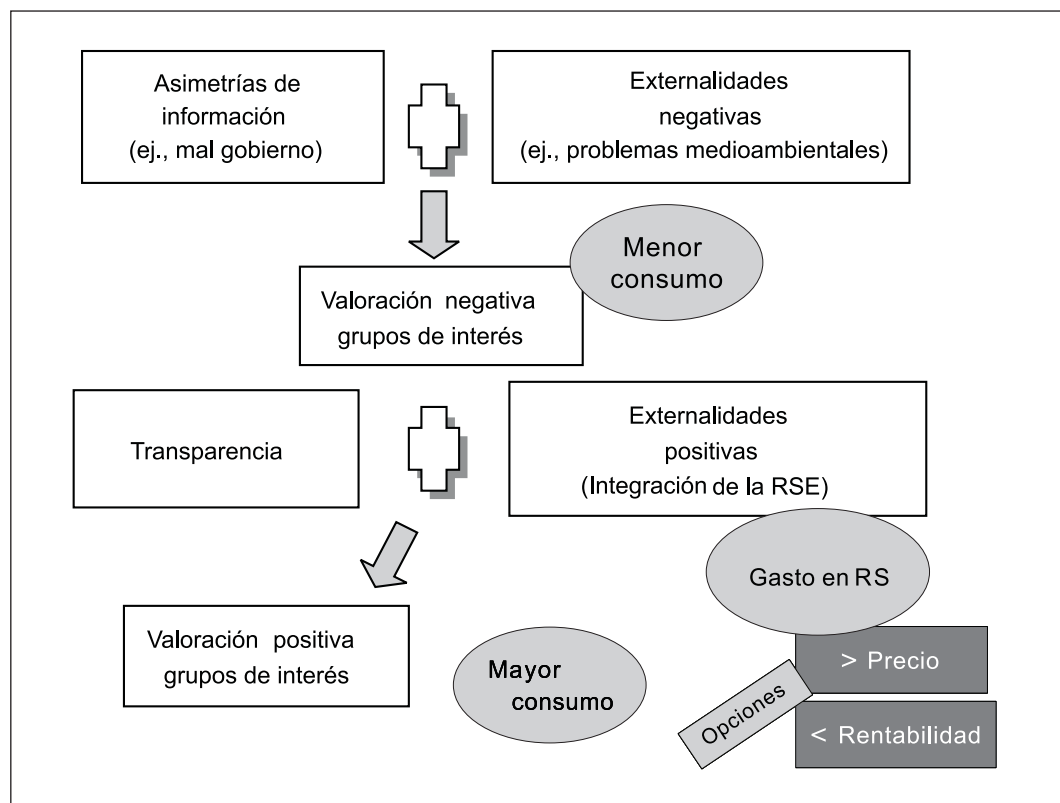 Asimetrías de
información
(ej., mal gobierno)
Externalidades
negativas
(ej., problemas medioambientales)
Menor
consumo
Valoración negativa
grupos de interés
Transparencia
Externalidades
positivas
(Integración de la RSE)
Gasto en RS
Valoración positiva
grupos de interés
Mayor
consumo
Opciones
> Precio
< Rentabilidad